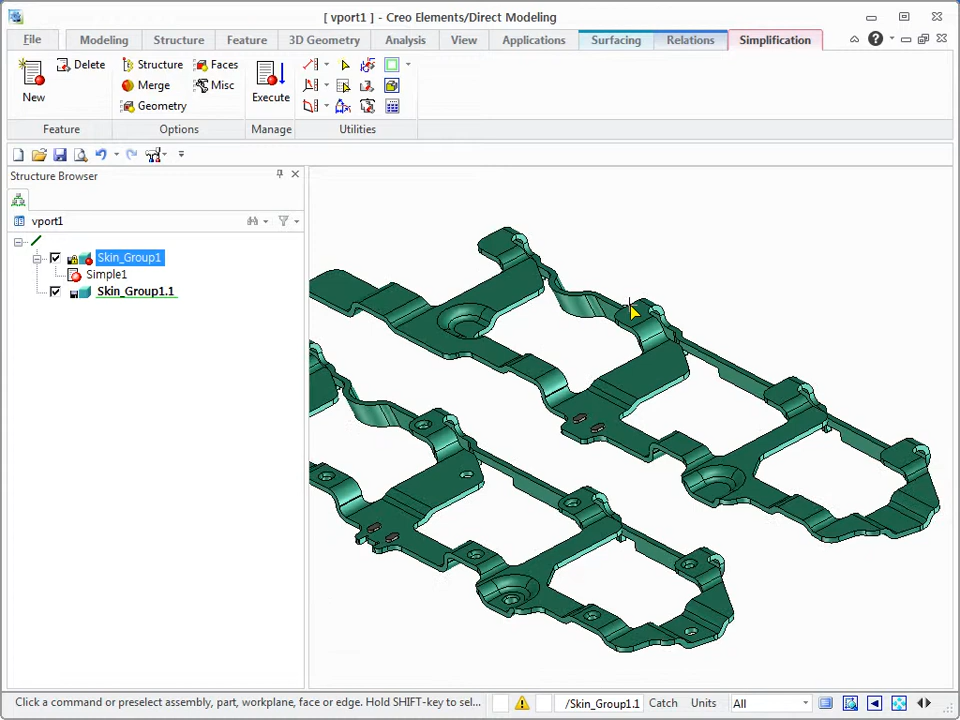 [ vport1 ] - Creo Elements/Direct Modeling
File Modeling Structure Feature 3D Geometry Analysis View Applications Surfacing Relations Simplification
New Delete Structure Faces Merge Misc Geometry Execute
Feature Options Manage Utilities
Structure Browser
vport1
Skin_Group1
Simple1
Skin_Group1.1
Click a command or preselect assembly, part, workplane, face or edge. Hold SHIFT-key to sel... /Skin_Group1.1 Catch Units All